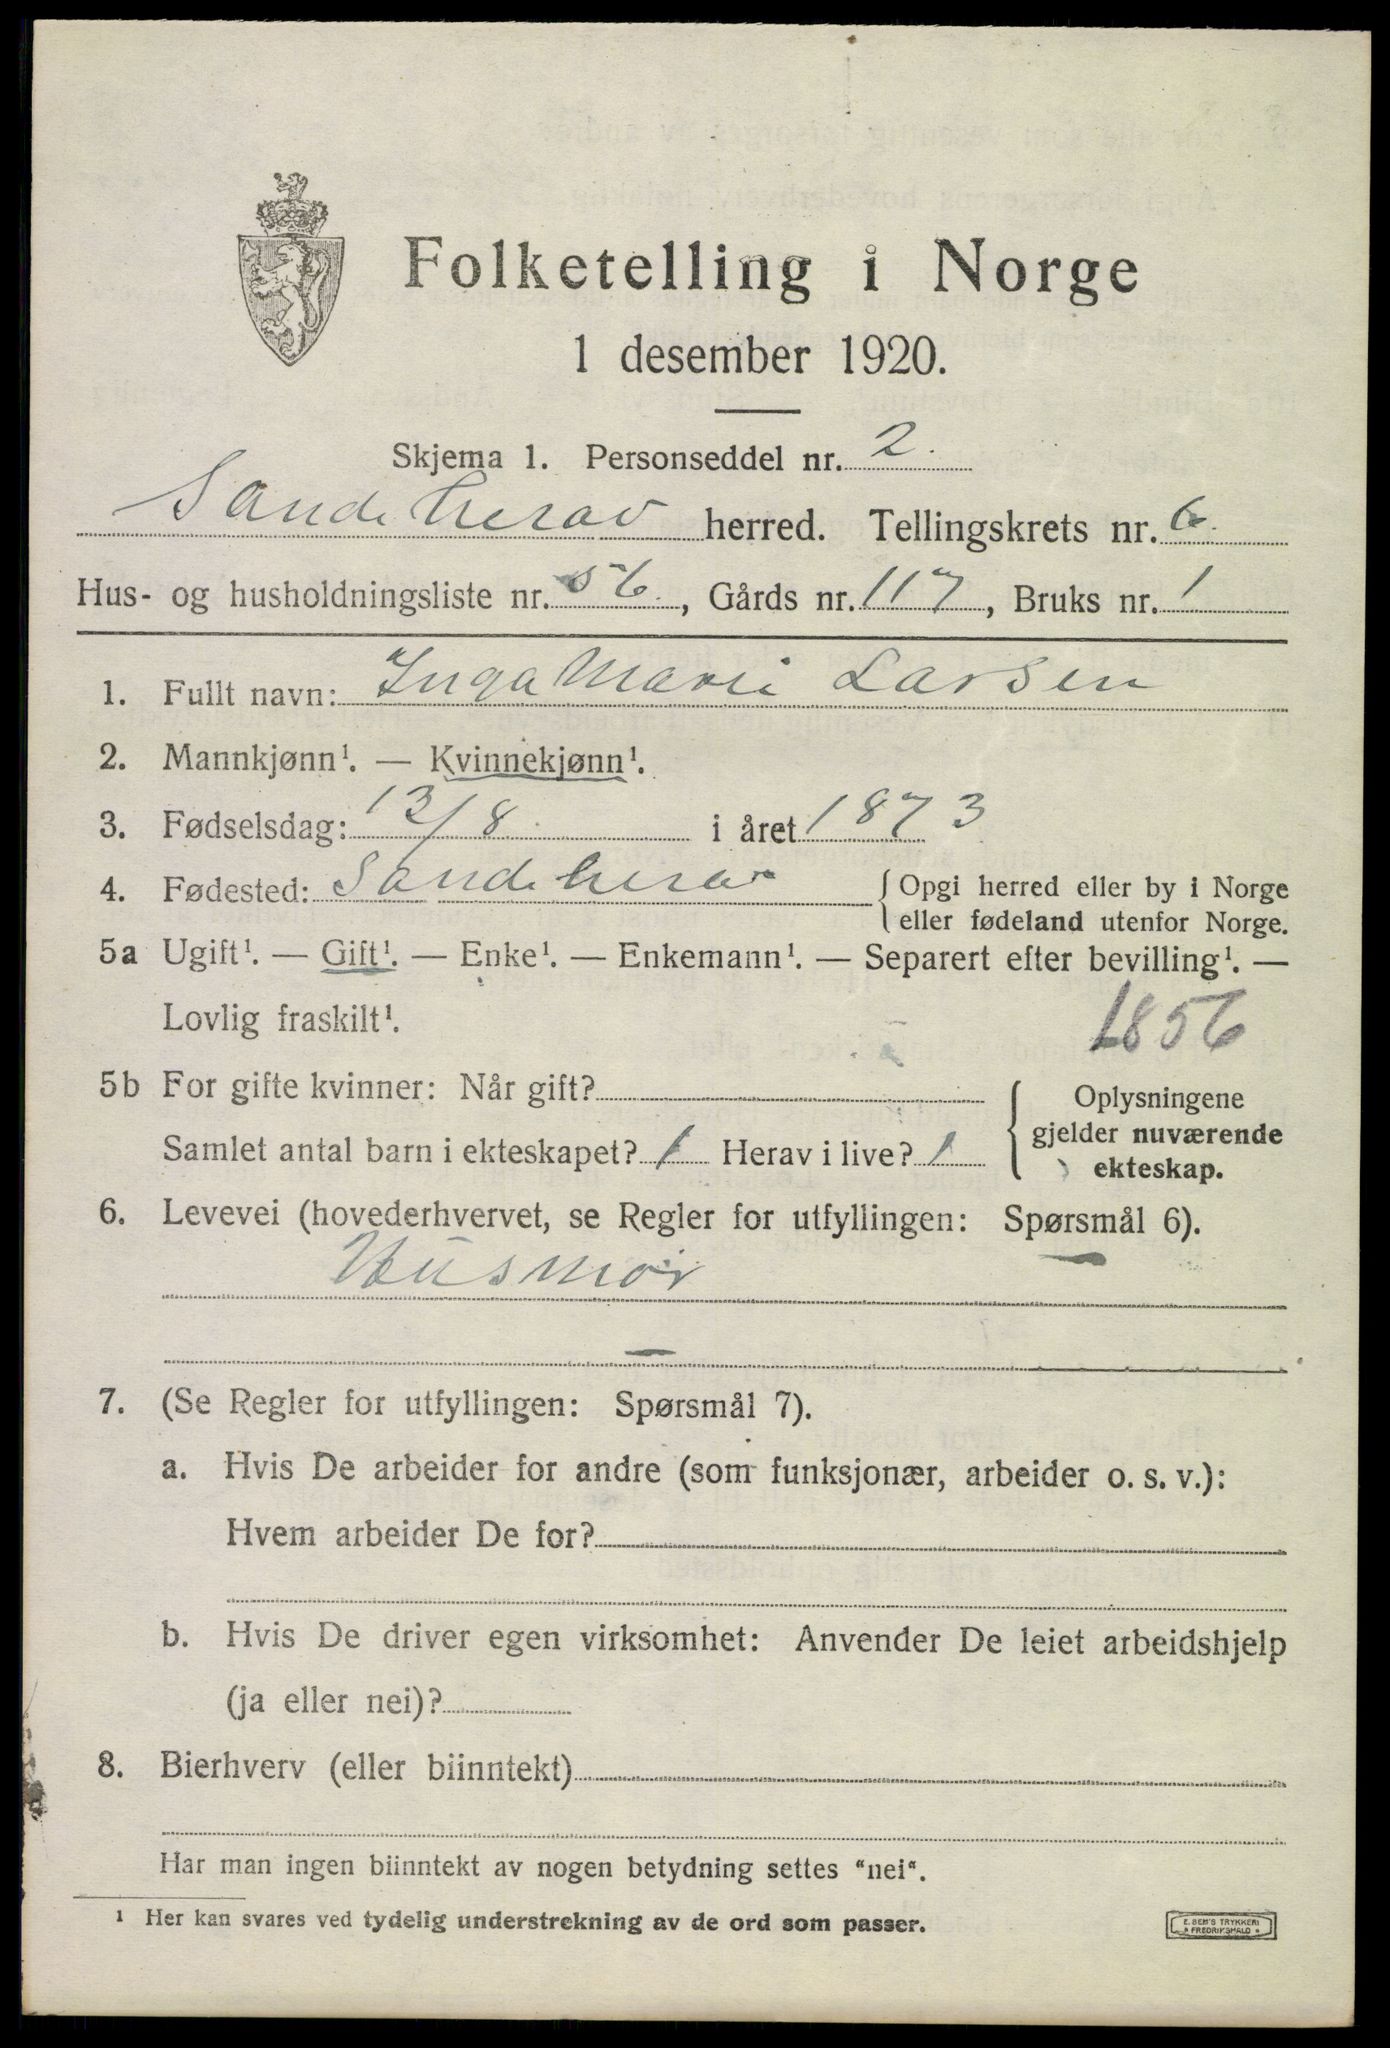 Folketelling i Norge
1 desember 1920.
Skjema 1. Personseddel nr. 2.
Sandeherav herred. Tellingskrets nr. 6.
Hus- og husholdningsliste nr. 56., Gårds nr. 117, Bruks nr. 1
1. Fullt navn: Inga Marie Larsen
2. Mannkjønn¹. — Kvinnekjønn¹.
3. Fødselsdag: 13/8 i året 1873
4. Fødested: Sandeherav {Opgi herred eller by i Norge
eller fødeland utenfor Norge.
5a Ugift¹. — Gift¹. — Enke¹. — Enkemann¹. — Separert efter bevilling¹. —
Lovlig fraskilt¹.
1856
5b For gifte kvinner: Når gift?
Samlet antal barn i ekteskapet? 1 Herav i live? 1
Oplysningene
gjelder nuværende
ekteskap.
6. Levevei (hovederhvervet, se Regler for utfyllingen: Spørsmål 6).
Husmor
7. (Se Regler for utfyllingen: Spørsmål 7).
a. Hvis De arbeider for andre (som funksjonær, arbeider o. s. v.):
Hvem arbeider De for?
b. Hvis De driver egen virksomhet: Anvender De leiet arbeidshjelp
(ja eller nei)?
8. Bierhverv (eller biinntekt)
Har man ingen biinntekt av nogen betydning settes "nei".
¹ Her kan svares ved tydelig understrekning av de ord som passer.
E. SEM'S TRYKKERI
* FREDRIKSHALD *